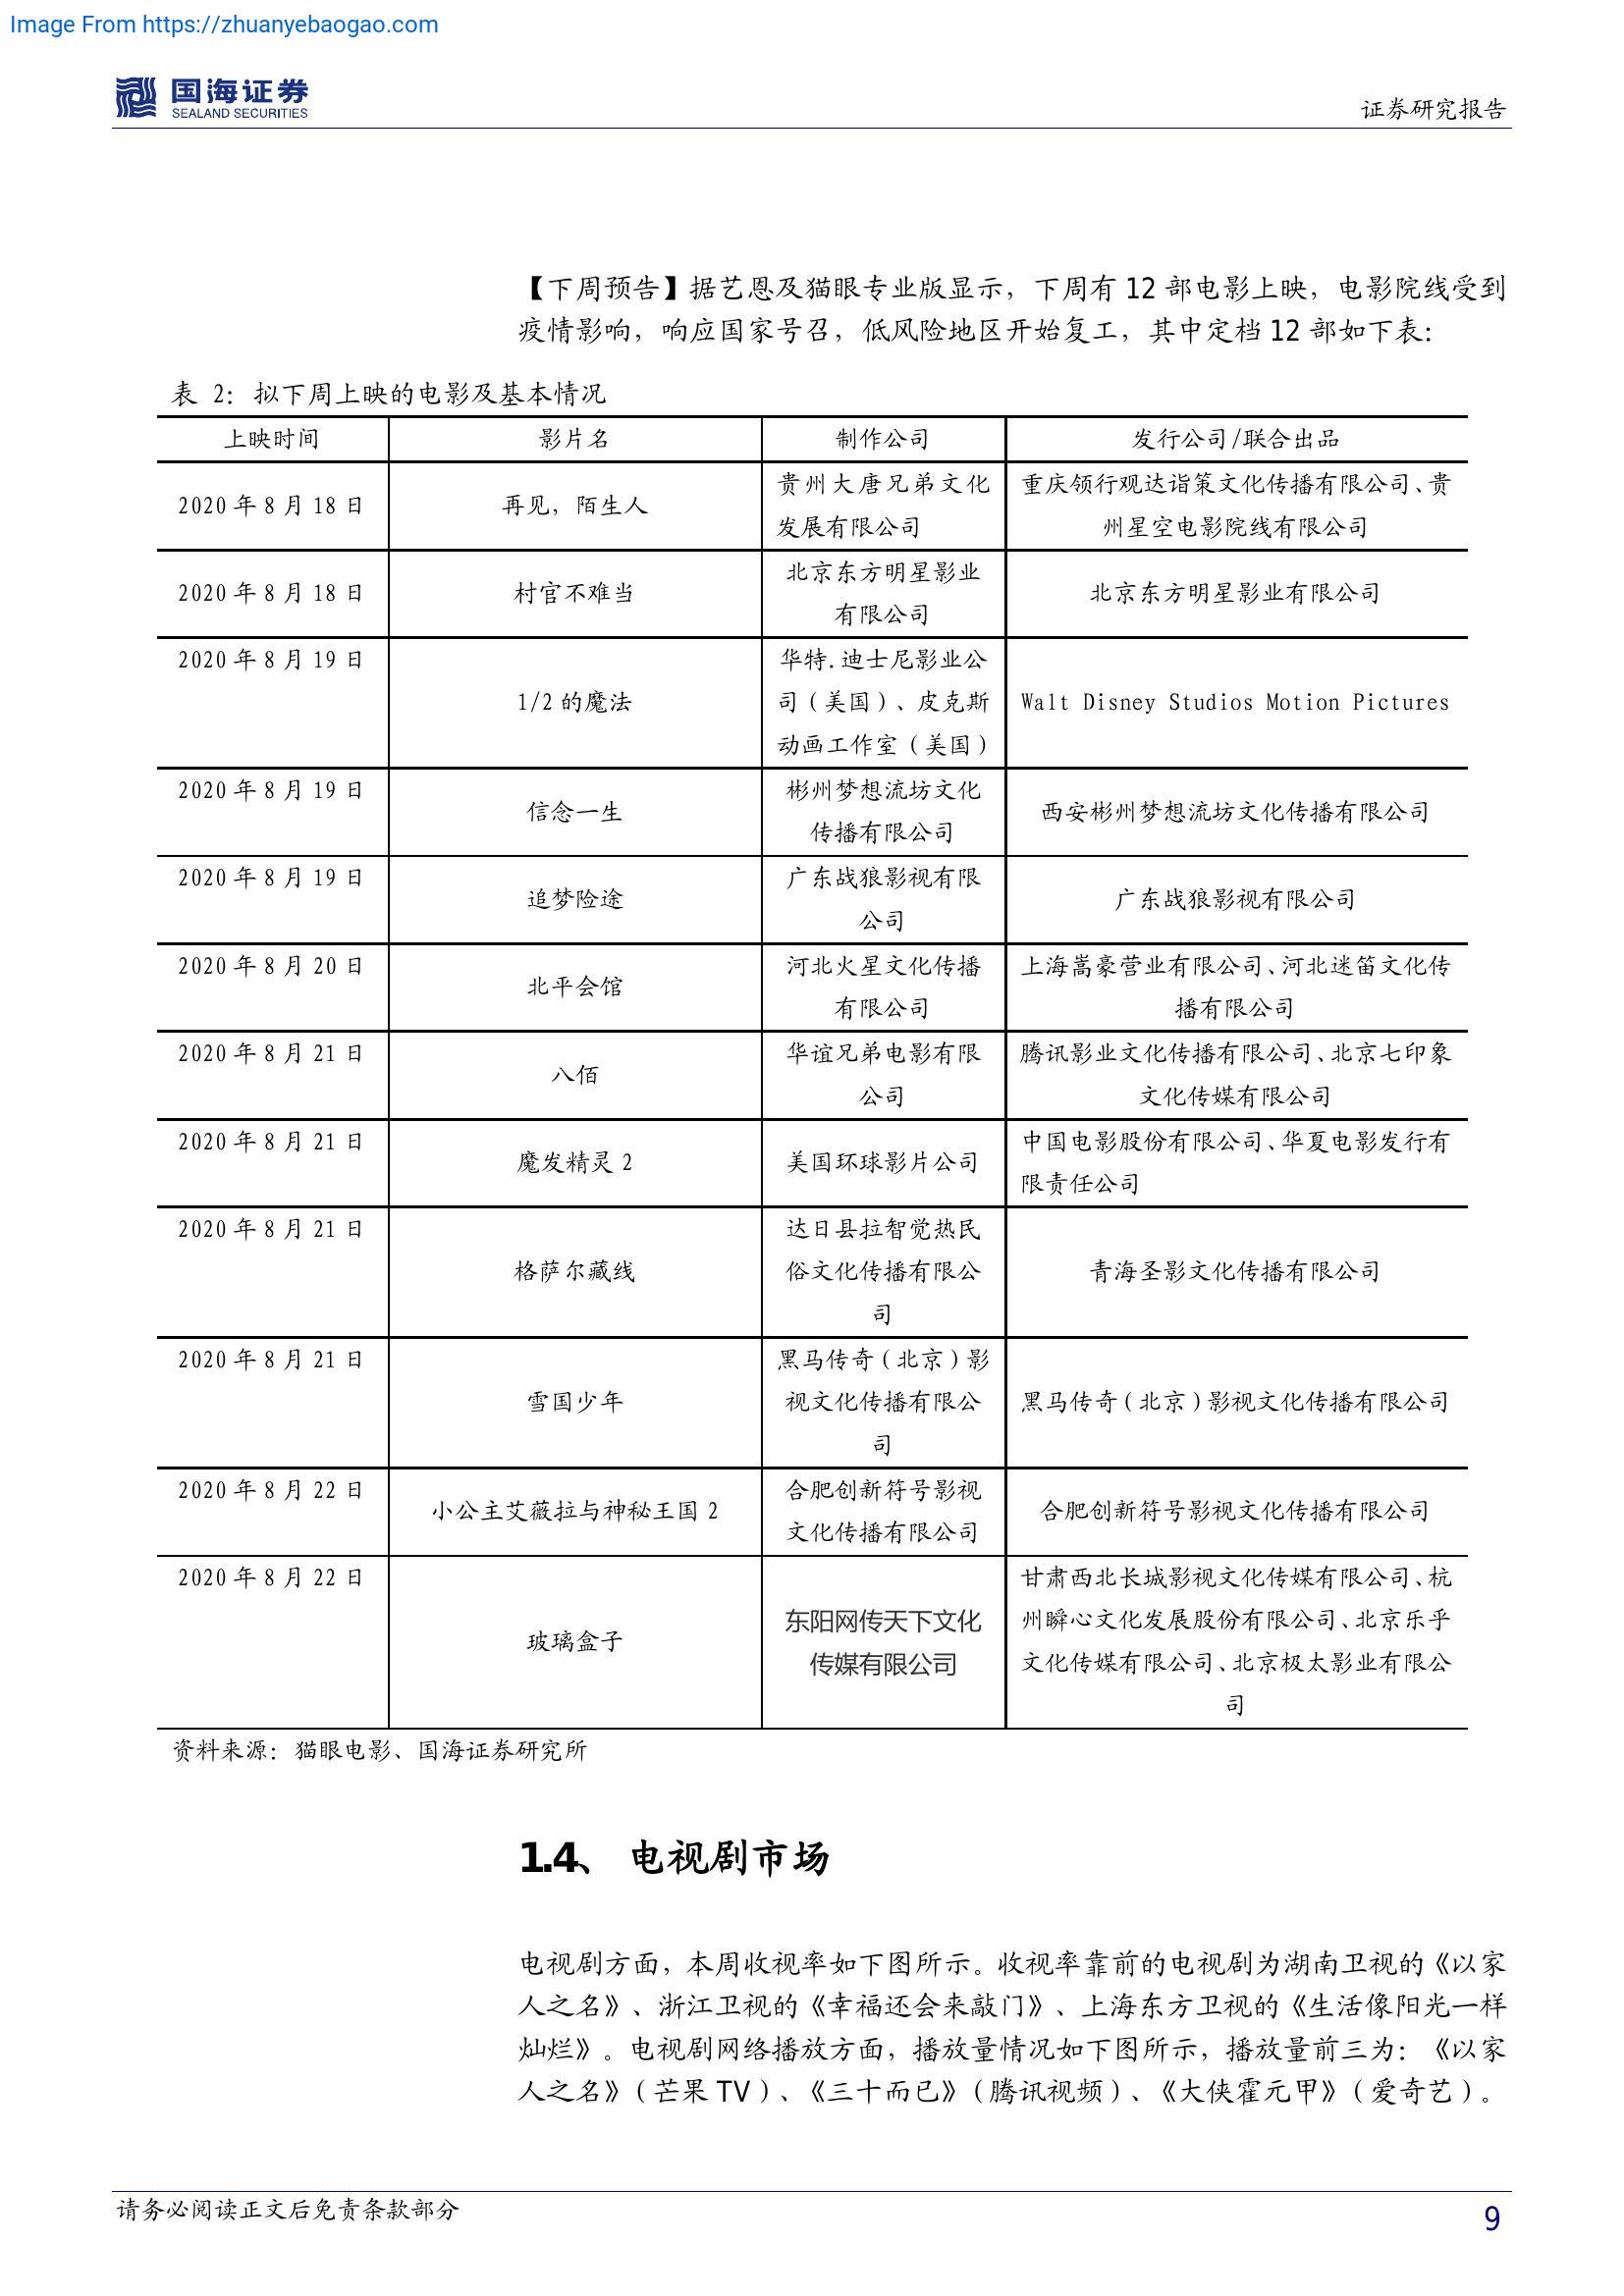 Image From https://zhuanyebaogao.com
国海证券
SEALAND SECURITIES
证券研究报告
【下周预告】据艺恩及猫眼专业版显示，下周有 12 部电影上映，电影院线受到
疫情影响，响应国家号召，低风险地区开始复工，其中定档 12 部如下表：
表 2：拟下周上映的电影及基本情况
上映时间 影片名 制作公司 发行公司/联合出品
2020 年 8 月 18 日
再见，陌生人
贵州大唐兄弟文化
发展有限公司
重庆领行观达诣策文化传播有限公司、贵
州星空电影院线有限公司
2020 年 8 月 18 日
村官不难当
北京东方明星影业
有限公司
北京东方明星影业有限公司
2020 年 8 月 19 日
1/2 的魔法
华特.迪士尼影业公
司（美国）、皮克斯
动画工作室（美国）
Walt Disney Studios Motion Pictures
2020 年 8 月 19 日
信念一生
彬州梦想流坊文化
传播有限公司
西安彬州梦想流坊文化传播有限公司
2020 年 8 月 19 日
追梦险途
广东战狼影视有限
公司
广东战狼影视有限公司
2020 年 8 月 20 日
北平会馆
河北火星文化传播
有限公司
上海嵩豪营业有限公司、河北迷笛文化传
播有限公司
2020 年 8 月 21 日
八佰
华谊兄弟电影有限
公司
腾讯影业文化传播有限公司、北京七印象
文化传媒有限公司
2020 年 8 月 21 日
魔发精灵 2
美国环球影片公司
中国电影股份有限公司、华夏电影发行有
限责任公司
2020 年 8 月 21 日
格萨尔藏线
达日县拉智觉热民
俗文化传播有限公
司
青海圣影文化传播有限公司
2020 年 8 月 21 日
雪国少年
黑马传奇（北京）影
视文化传播有限公
司
黑马传奇（北京）影视文化传播有限公司
2020 年 8 月 22 日
小公主艾薇拉与神秘王国 2
合肥创新符号影视
文化传播有限公司
合肥创新符号影视文化传播有限公司
2020 年 8 月 22 日
玻璃盒子
东阳网传天下文化
传媒有限公司
甘肃西北长城影视文化传媒有限公司、杭
州瞬心文化发展股份有限公司、北京乐乎
文化传媒有限公司、北京极太影业有限公
司
资料来源：猫眼电影、国海证券研究所
1.4、 电视剧市场
电视剧方面，本周收视率如下图所示。收视率靠前的电视剧为湖南卫视的《以家
人之名》、浙江卫视的《幸福还会来敲门》、上海东方卫视的《生活像阳光一样
灿烂》。电视剧网络播放方面，播放量情况如下图所示，播放量前三为：《以家
人之名》（芒果 TV）、《三十而已》（腾讯视频）、《大侠霍元甲》（爱奇艺）。
请务必阅读正文后免责条款部分
9